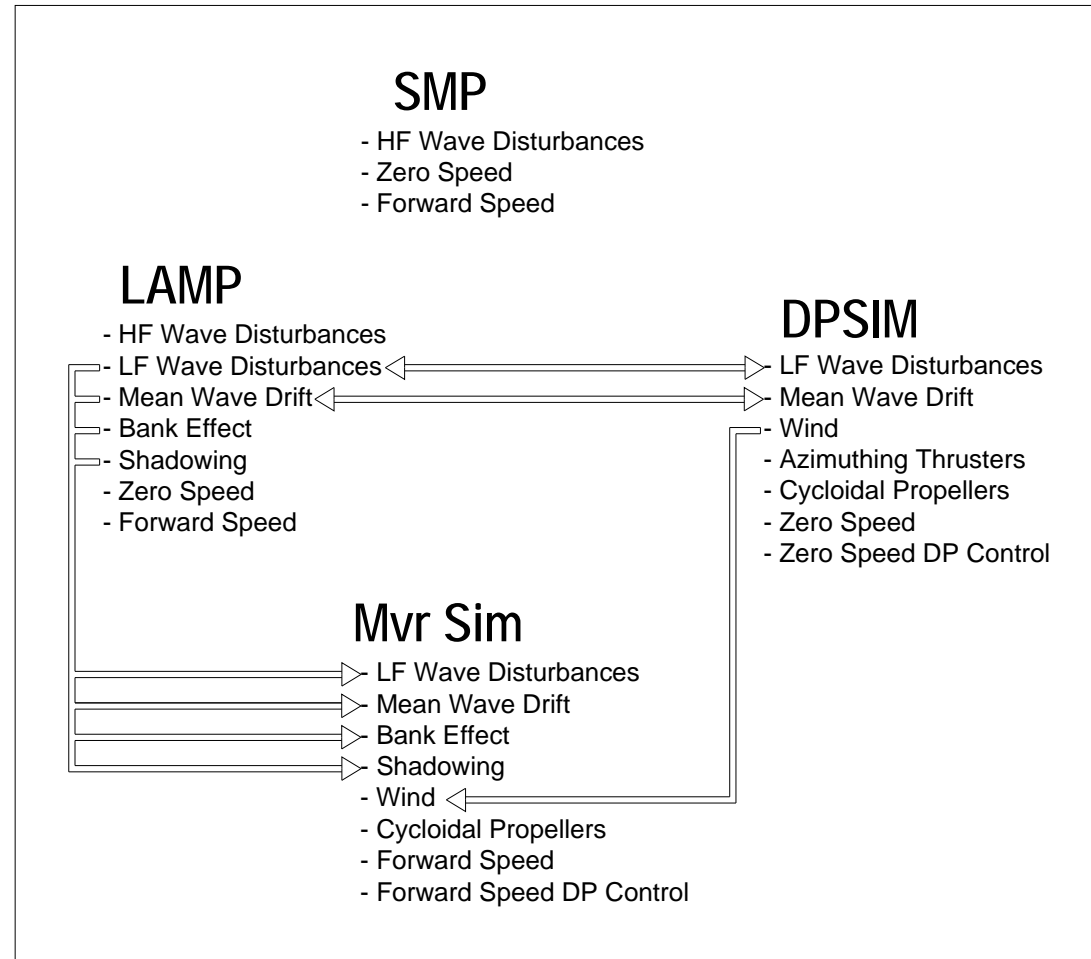 SMP
- HF Wave Disturbances
- Zero Speed
- Forward Speed
LAMP
- HF Wave Disturbances
- LF Wave Disturbances
- Mean Wave Drift
- Bank Effect
- Shadowing
- Zero Speed
- Forward Speed
DPSIM
- LF Wave Disturbances
- Mean Wave Drift
- Wind
- Azimuthing Thrusters
- Cycloidal Propellers
- Zero Speed
- Zero Speed DP Control
Mvr Sim
- LF Wave Disturbances
- Mean Wave Drift
- Bank Effect
- Shadowing
- Wind
- Cycloidal Propellers
- Forward Speed
- Forward Speed DP Control